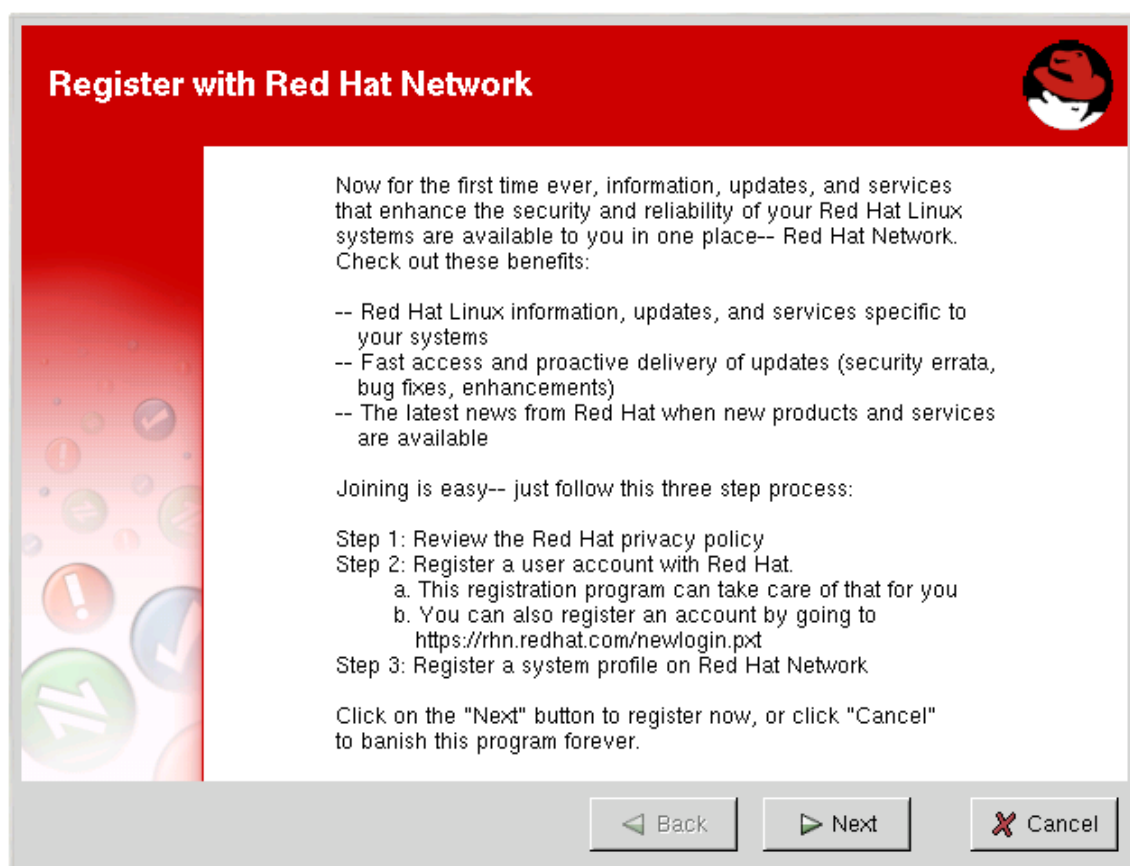 Register with Red Hat Network
Now for the first time ever, information, updates, and services
that enhance the security and reliability of your Red Hat Linux
systems are available to you in one place-- Red Hat Network.
Check out these benefits:
-- Red Hat Linux information, updates, and services specific to
your systems
-- Fast access and proactive delivery of updates (security errata,
bug fixes, enhancements)
-- The latest news from Red Hat when new products and services
are available
Joining is easy-- just follow this three step process:
Step 1: Review the Red Hat privacy policy
Step 2: Register a user account with Red Hat.
a. This registration program can take care of that for you
b. You can also register an account by going to
https://rhn.redhat.com/newlogin.pxt
Step 3: Register a system profile on Red Hat Network
Click on the "Next" button to register now, or click "Cancel"
to banish this program forever.
Back
Next
Cancel